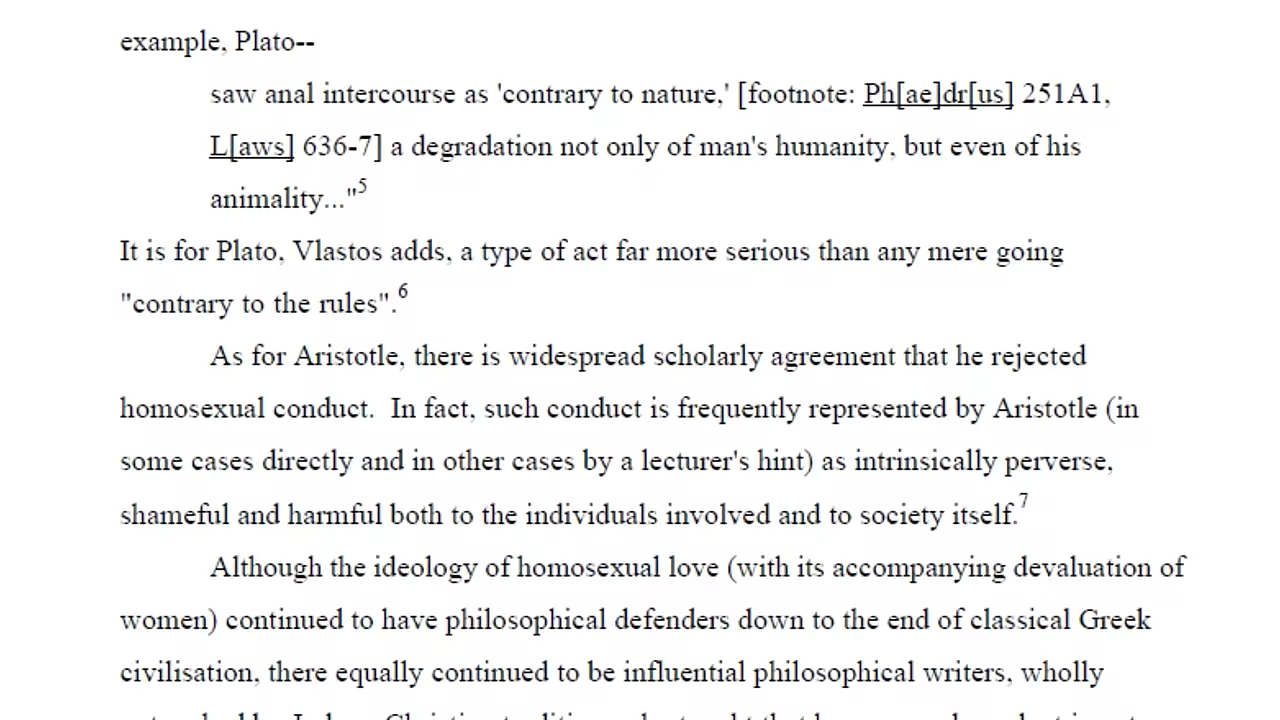 example, Plato--
saw anal intercourse as 'contrary to nature,' [footnote: Ph[ae]dr[us] 251A1,
L[aws] 636-7] a degradation not only of man's humanity, but even of his
animality..."5
It is for Plato, Vlastos adds, a type of act far more serious than any mere going
"contrary to the rules".6
As for Aristotle, there is widespread scholarly agreement that he rejected
homosexual conduct.  In fact, such conduct is frequently represented by Aristotle (in
some cases directly and in other cases by a lecturer's hint) as intrinsically perverse,
shameful and harmful both to the individuals involved and to society itself.7
Although the ideology of homosexual love (with its accompanying devaluation of
women) continued to have philosophical defenders down to the end of classical Greek
civilisation, there equally continued to be influential philosophical writers, wholly